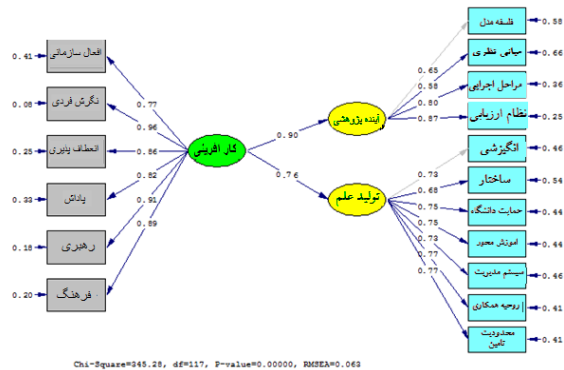 0.41
افعال سازمانی
0.08
نگرش فردی
0.25
انعطاف پذیری
0.33
پاداش
0.18
رهبری
0.20
فرهنگ
0.77
0.96
0.86
0.82
0.91
0.89
کار افرینی
0.90
0.76
آینده پژوهشی
تولید علم
0.65
0.58
0.80
0.87
0.73
0.68
0.75
0.75
0.73
0.77
0.77
فلسفه مدل
0.58
مبانی نظری
0.66
مراحل اجرایی
0.36
نظام ارزیابی
0.25
انگیزشی
0.46
ساختار
0.54
حمایت دانشگاه
0.44
اموزش محور
0.44
سیستم مدیریت
0.46
روحیه همکاری
0.41
محدودیت
تامین
0.41
Chi-Square=345.28, df=117, P-value=0.00000, RMSEA=0.063